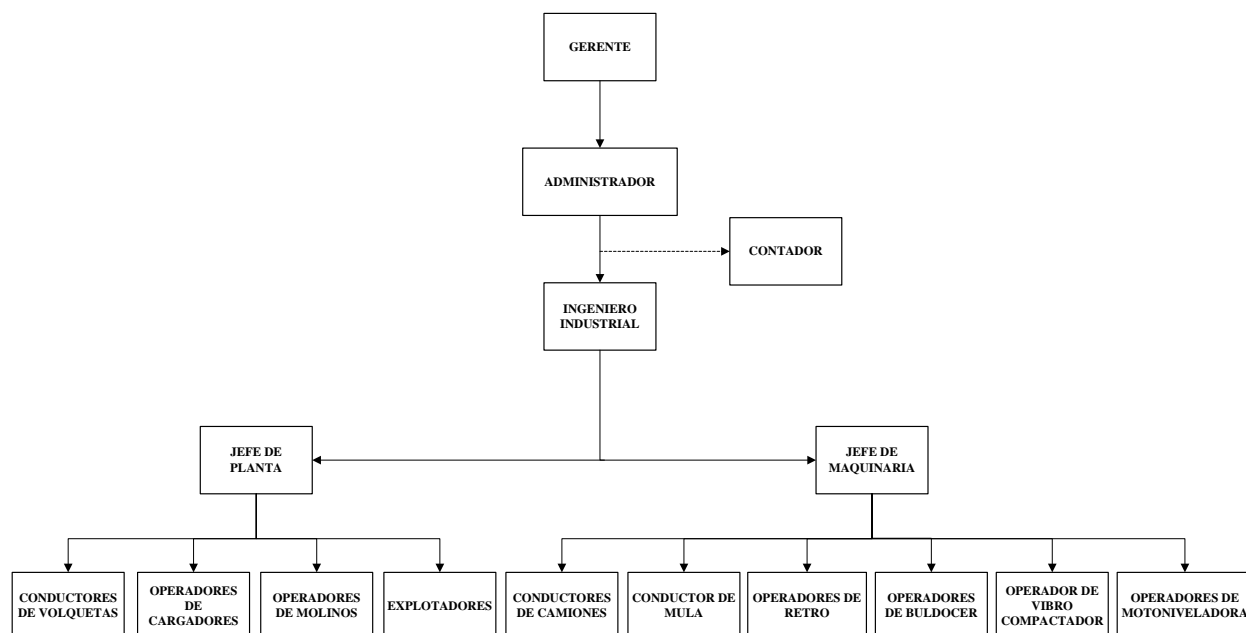 GERENTE
ADMINISTRADOR
CONTADOR
INGENIERO
INDUSTRIAL
JEFE DE
PLANTA
JEFE DE
MAQUINARIA
CONDUCTORES
DE VOLQUETAS
OPERADORES
DE
CARGADORES
OPERADORES
DE MOLINOS
EXPLOTADORES
CONDUCTORES
DE CAMIONES
CONDUCTOR DE
MULA
OPERADORES DE
RETRO
OPERADORES
DE BULDOCER
OPERADOR DE
VIBRO
COMPACTADOR
OPERADORES DE
MOTONIVELADORA